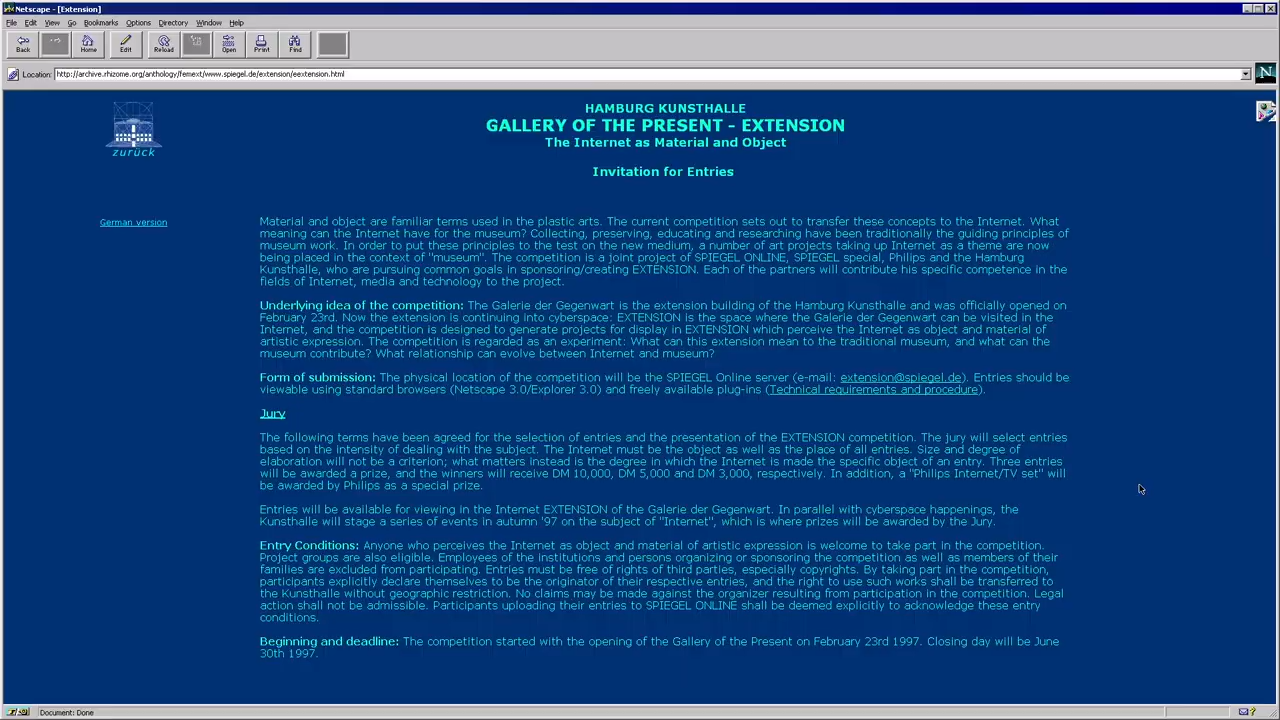 Netscape - [Extension]
File Edit View Go Bookmarks Options Directory Window Help
Back Home Edit Reload Open Print Find
Location: http://archive.rhizome.org/anthology/femext/www.spiegel.de/extension/eextension.html
N
HAMBURG KUNSTHALLE
GALLERY OF THE PRESENT - EXTENSION
The Internet as Material and Object
zurück
Invitation for Entries
German version
Material and object are familiar terms used in the plastic arts. The current competition sets out to transfer these concepts to the Internet. What
meaning can the Internet have for the museum? Collecting, preserving, educating and researching have been traditionally the guiding principles of
museum work. In order to put these principles to the test on the new medium, a number of art projects taking up Internet as a theme are now
being placed in the context of "museum". The competition is a joint project of SPIEGEL ONLINE, SPIEGEL special, Philips and the Hamburg
Kunsthalle, who are pursuing common goals in sponsoring/creating EXTENSION. Each of the partners will contribute his specific competence in the
fields of Internet, media and technology to the project.
Underlying idea of the competition: The Galerie der Gegenwart is the extension building of the Hamburg Kunsthalle and was officially opened on
February 23rd. Now the extension is continuing into cyberspace: EXTENSION is the space where the Galerie der Gegenwart can be visited in the
Internet, and the competition is designed to generate projects for display in EXTENSION which perceive the Internet as object and material of
artistic expression. The competition is regarded as an experiment: What can this extension mean to the traditional museum, and what can the
museum contribute? What relationship can evolve between Internet and museum?
Form of submission: The physical location of the competition will be the SPIEGEL Online server (e-mail: extension@spiegel.de). Entries should be
viewable using standard browsers (Netscape 3.0/Explorer 3.0) and freely available plug-ins (Technical requirements and procedure).
Jury
The following terms have been agreed for the selection of entries and the presentation of the EXTENSION competition. The jury will select entries
based on the intensity of dealing with the subject. The Internet must be the object as well as the place of all entries. Size and degree of
elaboration will not be a criterion; what matters instead is the degree in which the Internet is made the specific object of an entry. Three entries
will be awarded a prize, and the winners will receive DM 10,000, DM 5,000 and DM 3,000, respectively. In addition, a "Philips Internet/TV set" will
be awarded by Philips as a special prize.
Entries will be available for viewing in the Internet EXTENSION of the Galerie der Gegenwart. In parallel with cyberspace happenings, the
Kunsthalle will stage a series of events in autumn '97 on the subject of "Internet", which is where prizes will be awarded by the Jury.
Entry Conditions: Anyone who perceives the Internet as object and material of artistic expression is welcome to take part in the competition.
Project groups are also eligible. Employees of the institutions and persons organizing or sponsoring the competition as well as members of their
families are excluded from participating. Entries must be free of rights of third parties, especially copyrights. By taking part in the competition,
participants explicitly declare themselves to be the originator of their respective entries, and the right to use such works shall be transferred to
the Kunsthalle without geographic restriction. No claims may be made against the organizer resulting from participation in the competition. Legal
action shall not be admissible. Participants uploading their entries to SPIEGEL ONLINE shall be deemed explicitly to acknowledge these entry
conditions.
Beginning and deadline: The competition started with the opening of the Gallery of the Present on February 23rd 1997. Closing day will be June
30th 1997.
Document: Done